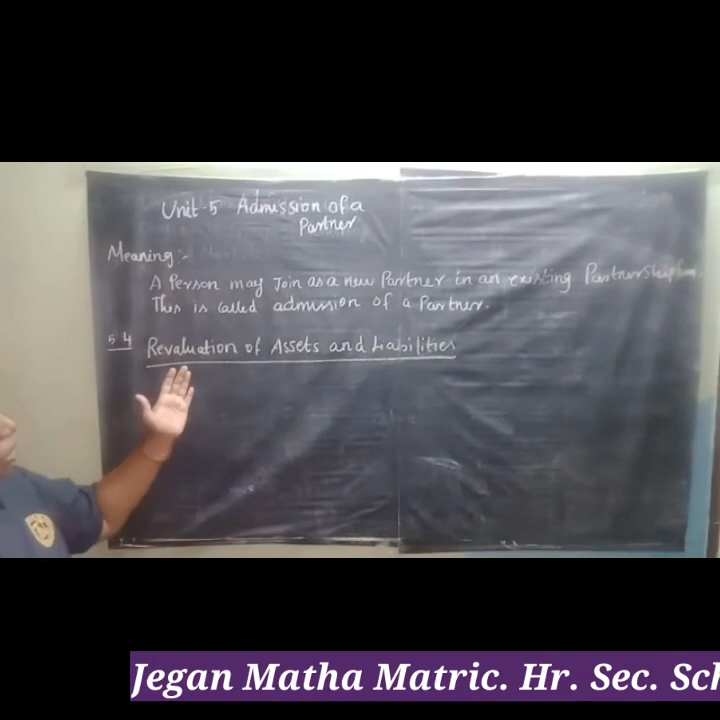 Unit-5 Admission of a
Partner
Meaning :-
A Person may Join as a new Partner in an existing Partnership firm.
This is called admission of a Partner.
5.4 Revaluation of Assets and Liabilities
Jegan Matha Matric. Hr. Sec. Sch